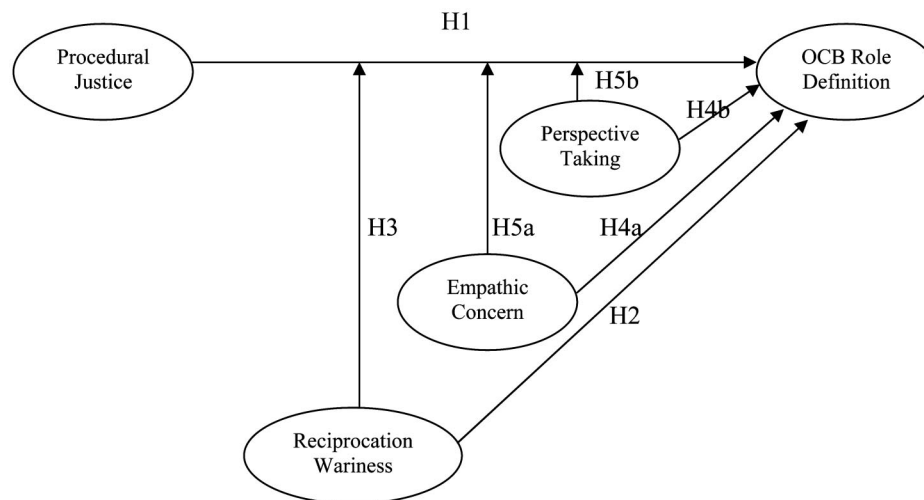 H1
Procedural
Justice
OCB Role
Definition
H5b
H4b
Perspective
Taking
H3
H5a
H4a
Empathic
Concern
H2
Reciprocation
Wariness